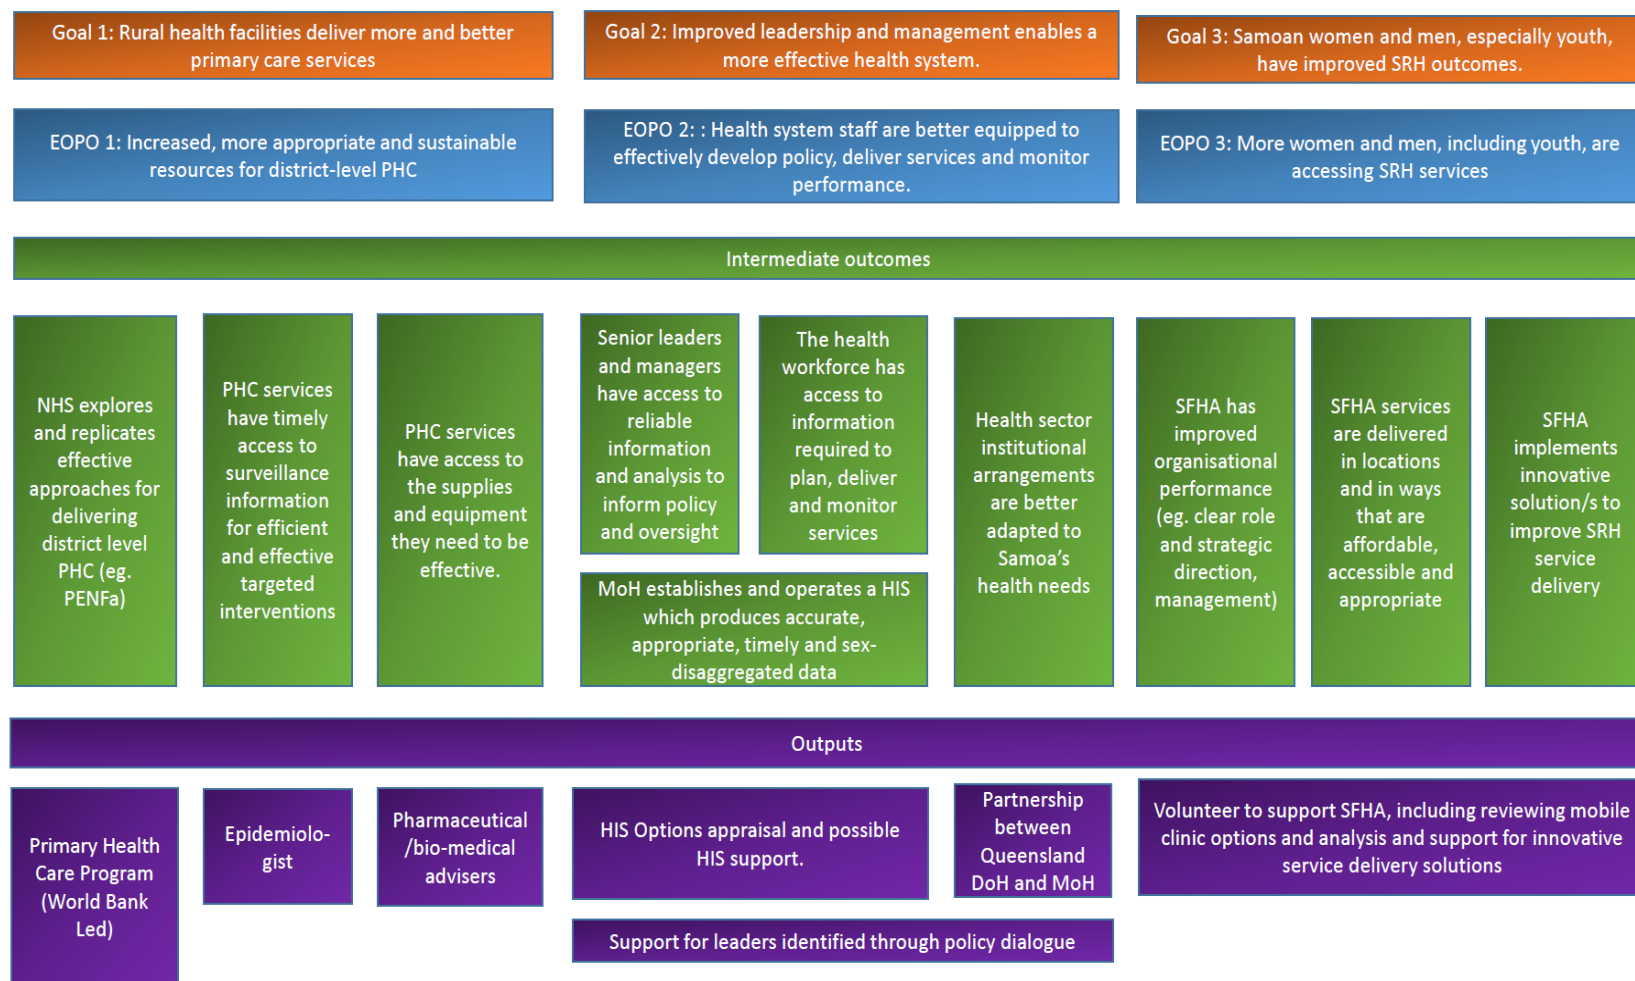 Goal 1: Rural health facilities deliver more and better
primary care services
Goal 2: Improved leadership and management enables a
more effective health system.
Goal 3: Samoan women and men, especially youth,
have improved SRH outcomes.
EOPO 1: Increased, more appropriate and sustainable
resources for district-level PHC
EOPO 2: : Health system staff are better equipped to
effectively develop policy, deliver services and monitor
performance.
EOPO 3: More women and men, including youth, are
accessing SRH services
Intermediate outcomes
NHS explores
and replicates
effective
approaches for
delivering
district level
PHC (eg.
PENFa)
PHC services
have timely
access to
surveillance
information
for efficient
and effective
targeted
interventions
PHC services
have access to
the supplies
and equipment
they need to be
effective.
Senior leaders
and managers
have access to
reliable
information
and analysis to
inform policy
and oversight
The health
workforce has
access to
information
required to
plan, deliver
and monitor
services
MoH establishes and operates a HIS
which produces accurate,
appropriate, timely and sex-
disaggregated data
Health sector
institutional
arrangements
are better
adapted to
Samoa's
health needs
SFHA has
improved
organisational
performance
(eg. clear role
and strategic
direction,
management)
SFHA services
are delivered
in locations
and in ways
that are
affordable,
accessible and
appropriate
SFHA
implements
innovative
solution/s to
improve SRH
service
delivery
Outputs
Primary Health
Care Program
(World Bank
Led)
Epidemiolo-
gist
Pharmaceutical
/bio-medical
advisers
HIS Options appraisal and possible
HIS support.
Partnership
between
Queensland
DoH and MoH
Volunteer to support SFHA, including reviewing mobile
clinic options and analysis and support for innovative
service delivery solutions
Support for leaders identified through policy dialogue